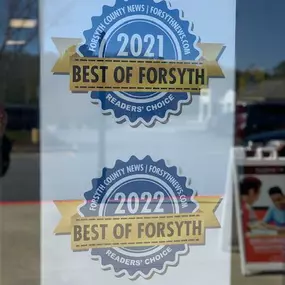 FORSYTH COUNTY NEWS | FORSYTHNEWS.COM
2021
BEST OF FORSYTH
READERS' CHOICE
FORSYTH COUNTY NEWS | FORSYTHNEWS.COM
2022
BEST OF FORSYTH
READERS' CHOICE